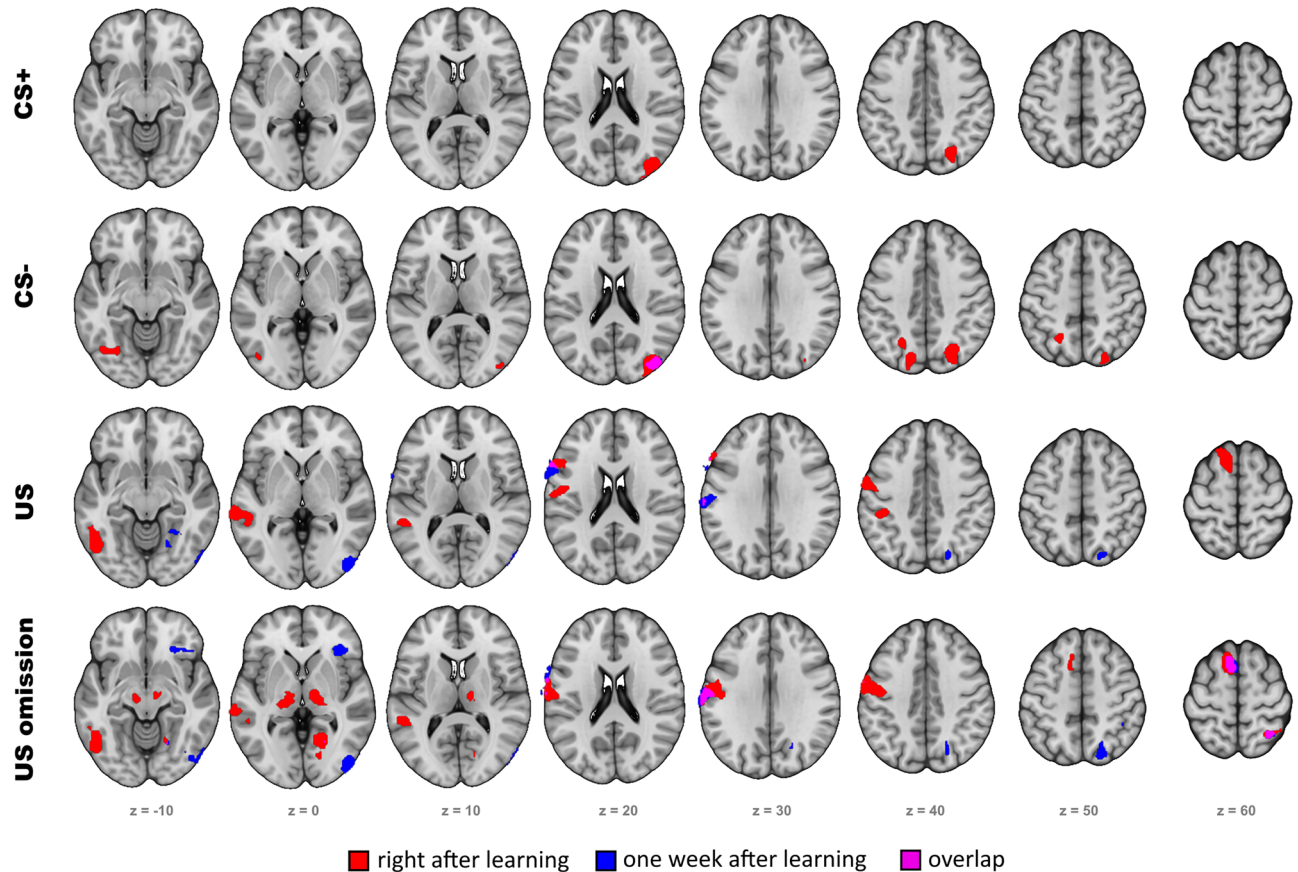 CS+
CS-
US
US omission
z = -10 z = 0 z = 10 z = 20 z = 30 z = 40 z = 50 z = 60
right after learning one week after learning overlap